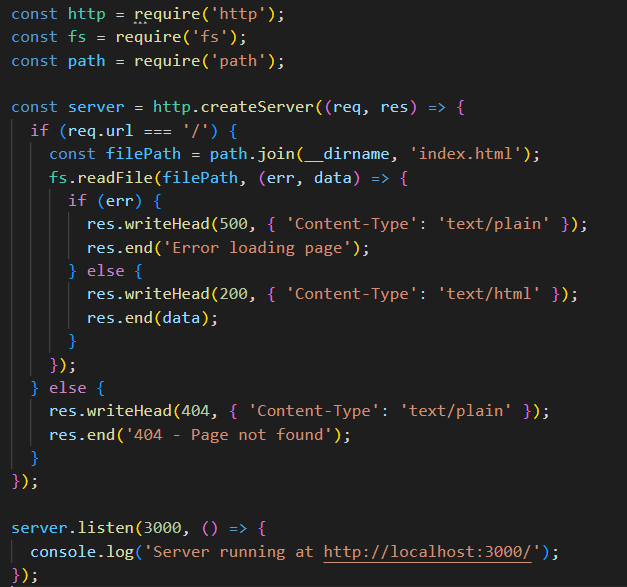 const http = require('http');
const fs = require('fs');
const path = require('path');

const server = http.createServer((req, res) => {
  if (req.url === '/') {
    const filePath = path.join(__dirname, 'index.html');
    fs.readFile(filePath, (err, data) => {
      if (err) {
        res.writeHead(500, { 'Content-Type': 'text/plain' });
        res.end('Error loading page');
      } else {
        res.writeHead(200, { 'Content-Type': 'text/html' });
        res.end(data);
      }
    });
  } else {
    res.writeHead(404, { 'Content-Type': 'text/plain' });
    res.end('404 - Page not found');
  }
});

server.listen(3000, () => {
  console.log('Server running at http://localhost:3000/');
});